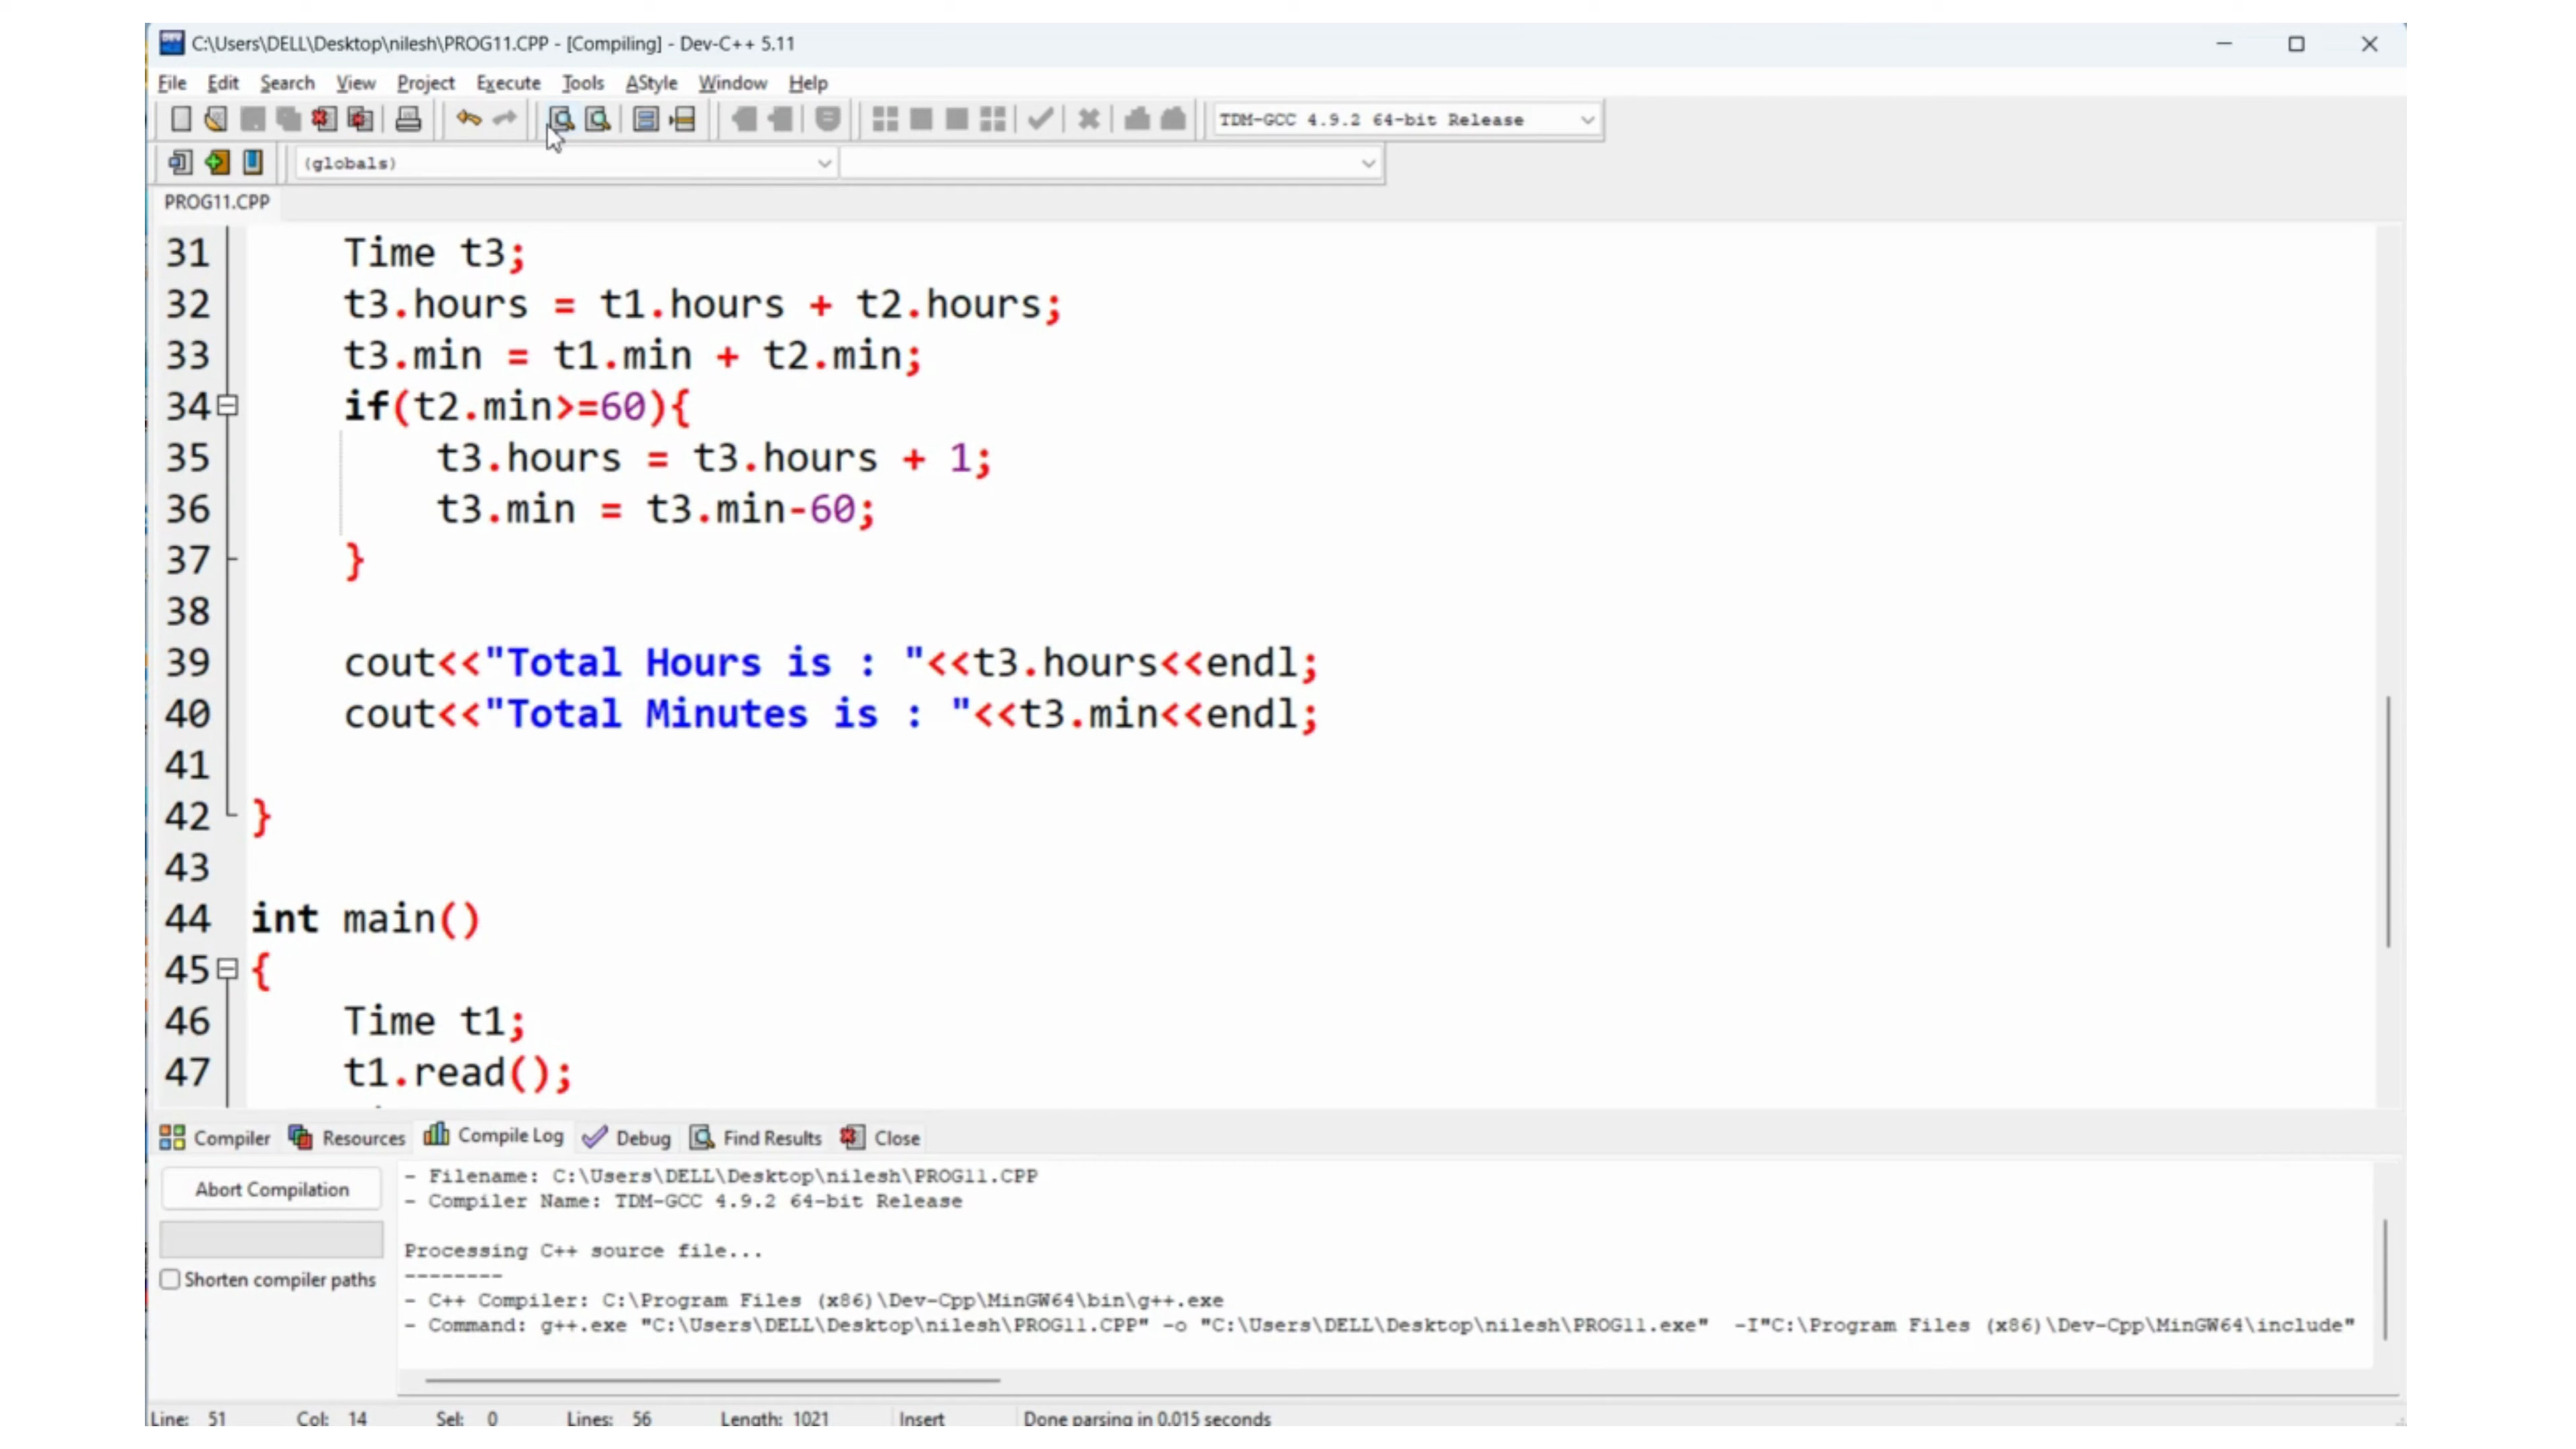 C:\Users\DELL\Desktop\nilesh\PROG11.CPP - [Compiling] - Dev-C++ 5.11
File Edit Search View Project Execute Tools AStyle Window Help
TDM-GCC 4.9.2 64-bit Release
(globals)
PROG11.CPP
31 Time t3;
32 t3.hours = t1.hours + t2.hours;
33 t3.min = t1.min + t2.min;
34 if(t2.min>=60){
35 t3.hours = t3.hours + 1;
36 t3.min = t3.min-60;
37 }
38
39 cout<<"Total Hours is : "<<t3.hours<<endl;
40 cout<<"Total Minutes is : "<<t3.min<<endl;
41
42 }
43
44 int main()
45 {
46 Time t1;
47 t1.read();
Compiler Resources Compile Log Debug Find Results Close
Abort Compilation
Shorten compiler paths
- Filename: C:\Users\DELL\Desktop\nilesh\PROG11.CPP
- Compiler Name: TDM-GCC 4.9.2 64-bit Release
Processing C++ source file...
--------
- C++ Compiler: C:\Program Files (x86)\Dev-Cpp\MinGW64\bin\g++.exe
- Command: g++.exe "C:\Users\DELL\Desktop\nilesh\PROG11.CPP" -o "C:\Users\DELL\Desktop\nilesh\PROG11.exe" -I"C:\Program Files (x86)\Dev-Cpp\MinGW64\include"
Line: 51 Col: 14 Sel: 0 Lines: 56 Length: 1021 Insert Done parsing in 0.015 seconds